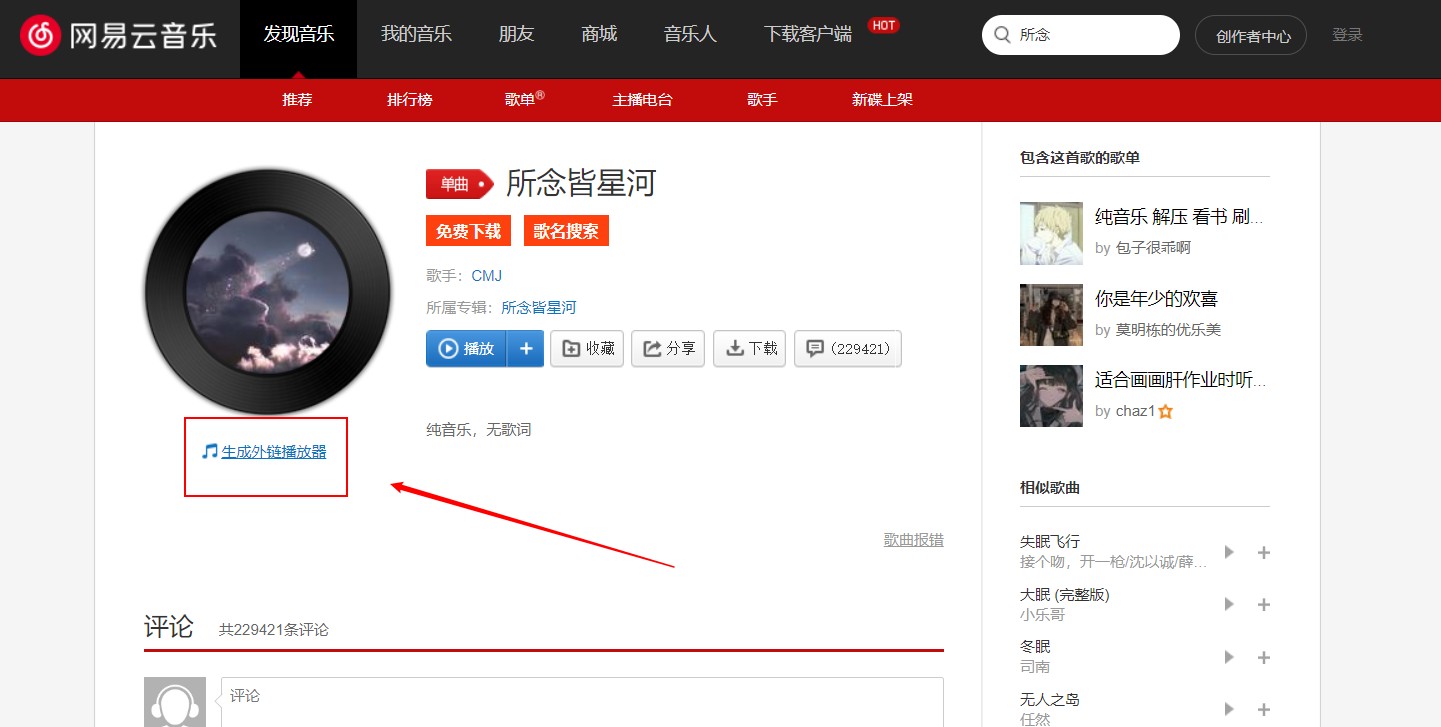 网易云音乐
发现音乐 我的音乐 朋友 商城 音乐人 下载客户端 HOT 所念 创作者中心 登录
推荐 排行榜 歌单® 主播电台 歌手 新碟上架
单曲 所念皆星河
免费下载 歌名搜索
歌手：CMJ
所属专辑：所念皆星河
播放 + 收藏 分享 下载 (229421)
生成外链播放器
纯音乐，无歌词
歌曲报错
评论 共229421条评论
评论
包含这首歌的歌单
纯音乐 解压 看书 刷...
by 包子很乖啊
你是年少的欢喜
by 莫明栋的优乐美
适合画画肝作业时听...
by chaz1
相似歌曲
失眠飞行
接个吻，开一枪/沈以诚/薛...
大眠 (完整版)
小乐哥
冬眠
司南
无人之岛
任然